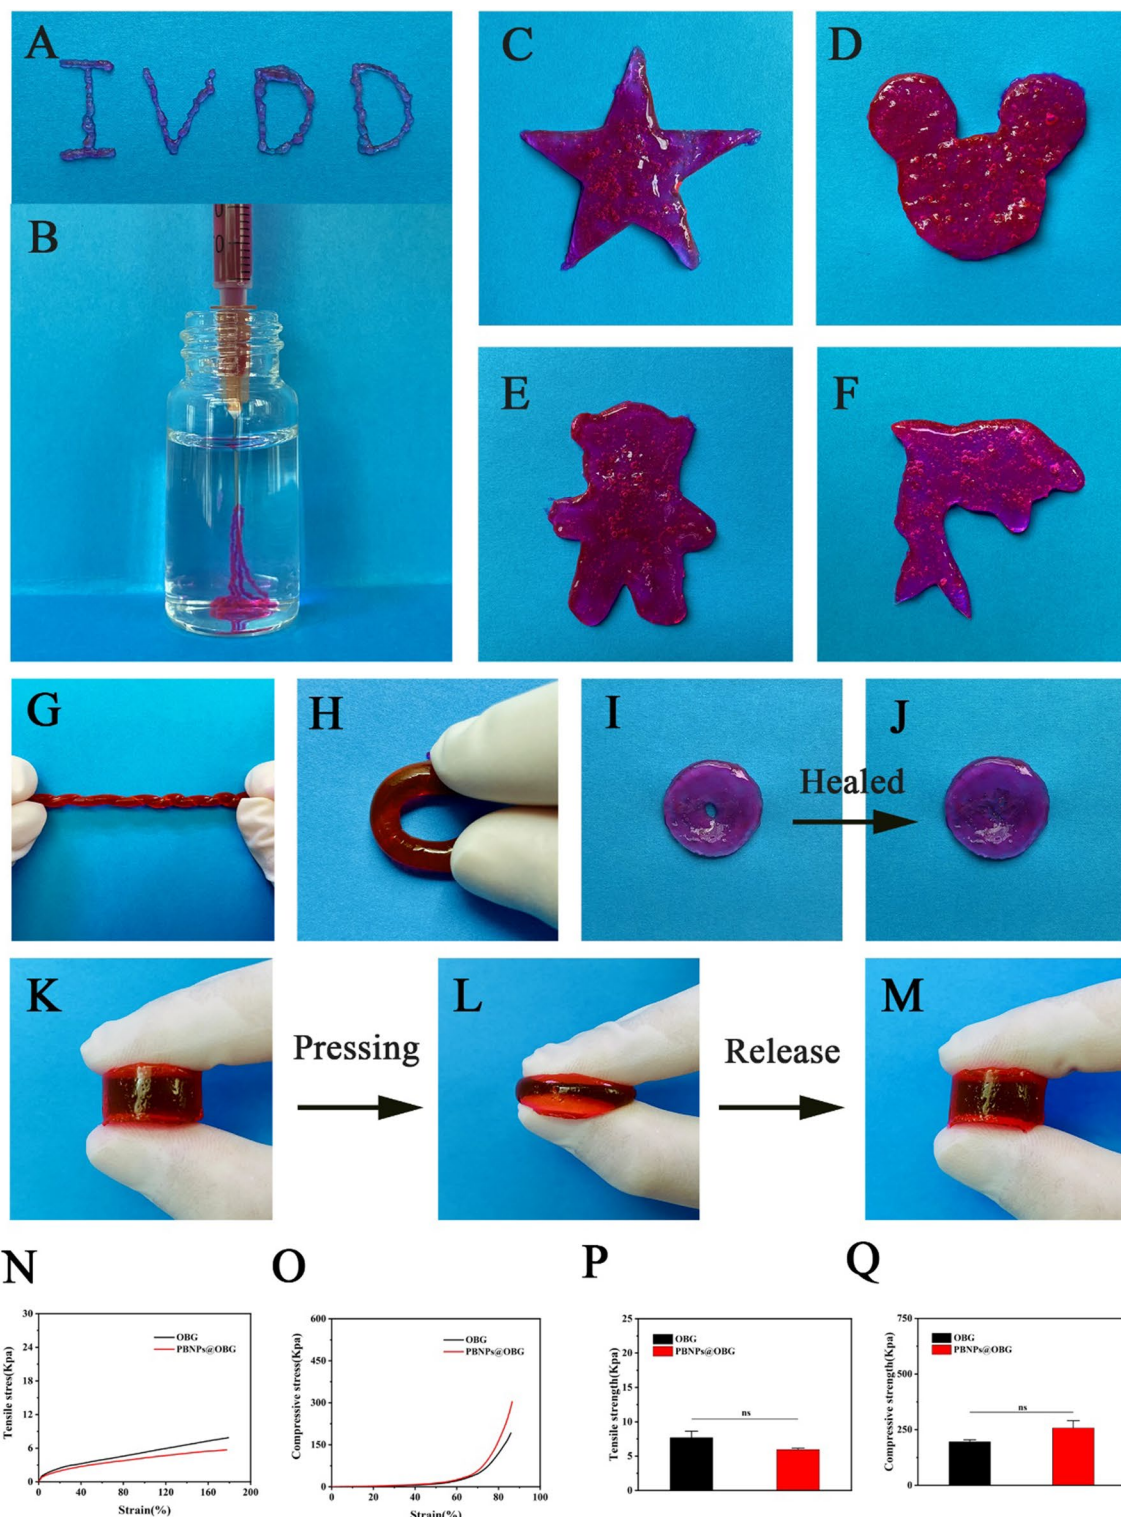 A
I V D D
B
0
C
D
E
F
G
H
I
Healed
J
K
Pressing
L
Release
M
N
30
24
18
12
6
0
Tensile stres(Kpa)
OBG
PBNPs@OBG
0 40 80 120 160 200
Strain(%)
O
600
450
300
150
0
Compressive stress(Kpa)
OBG
PBNPs@OBG
0 20 40 60 80 100
Strain(%)
P
25
20
15
10
5
0
Tensile strength(Kpa)
OBG
PBNPs@OBG
ns
Q
750
500
250
0
Compressive strength(Kpa)
OBG
PBNPs@OBG
ns